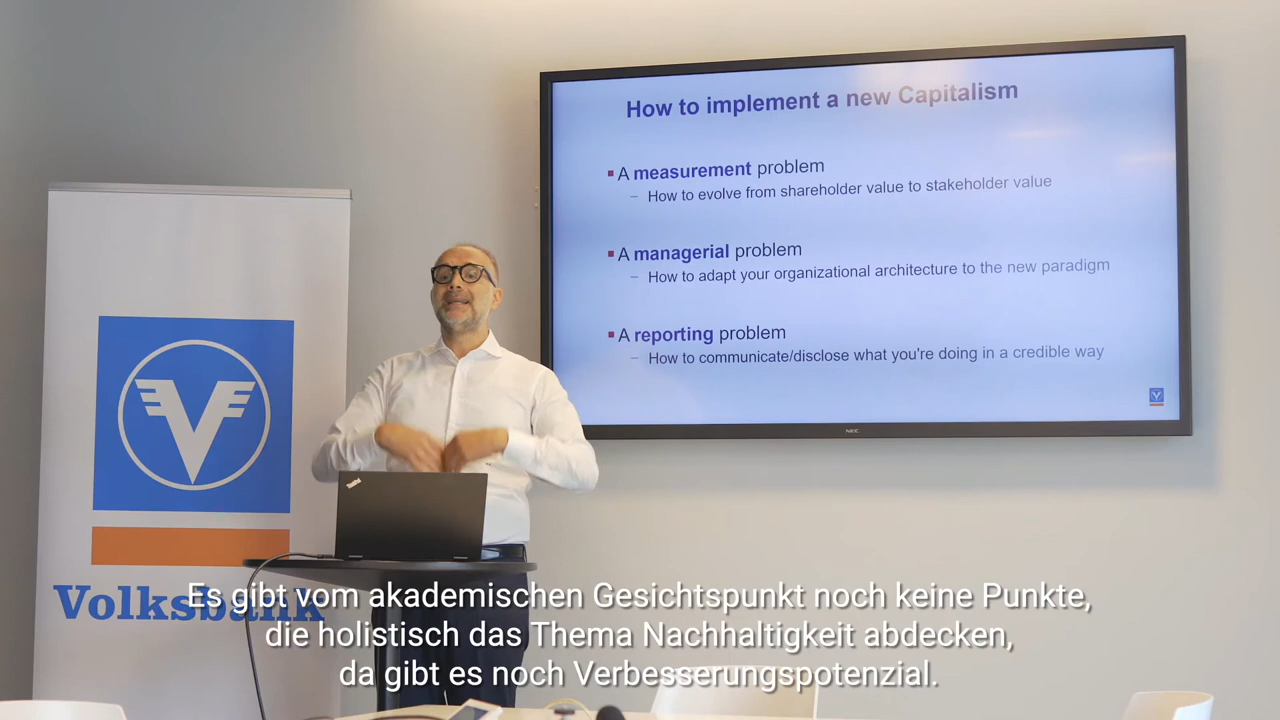 How to implement a new Capitalism
▪ A measurement problem
– How to evolve from shareholder value to stakeholder value
▪ A managerial problem
– How to adapt your organizational architecture to the new paradigm
▪ A reporting problem
– How to communicate/disclose what you're doing in a credible way
NEC
ThinkPad
Volksbank
Es gibt vom akademischen Gesichtspunkt noch keine Punkte,
die holistisch das Thema Nachhaltigkeit abdecken,
da gibt es noch Verbesserungspotenzial.